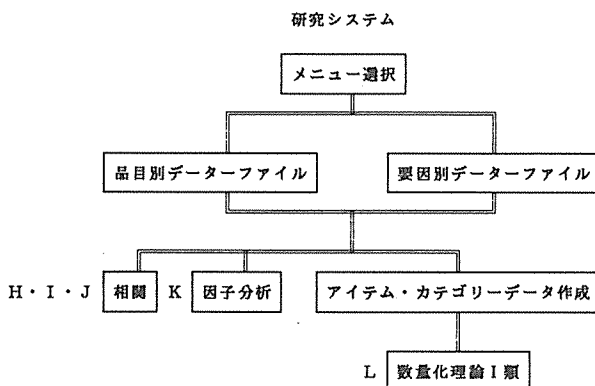 研究システム
メニュー選択
品目別データーファイル
要因別データーファイル
H・I・J 相関 K 因子分析 アイテム・カテゴリーデータ作成
L 数量化理論Ⅰ類